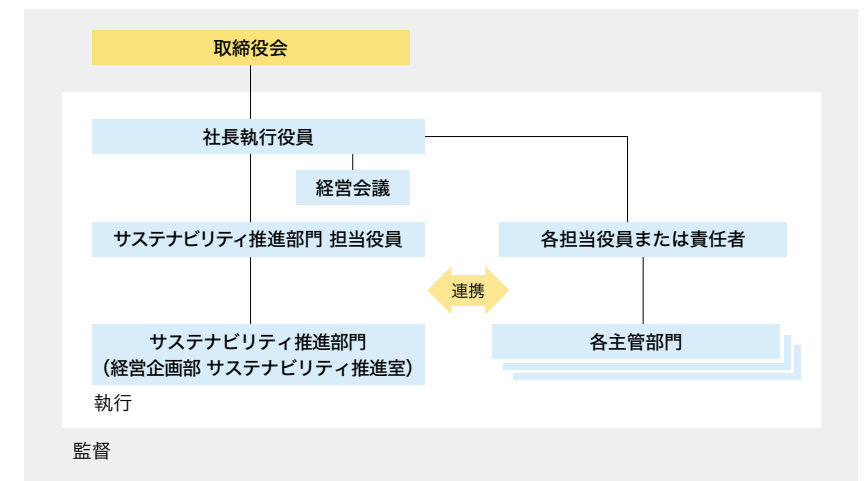 取締役会
社長執行役員
経営会議
サステナビリティ推進部門 担当役員
各担当役員または責任者
連携
サステナビリティ推進部門
（経営企画部 サステナビリティ推進室）
各主管部門
執行
監督